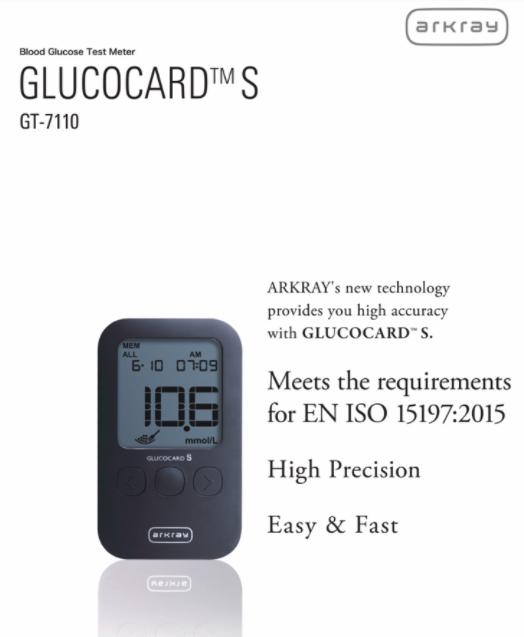 arkray
Blood Glucose Test Meter
GLUCOCARD™ S
GT-7110
ARKRAY's new technology
provides you high accuracy
with GLUCOCARD™ S.
Meets the requirements
for EN ISO 15197:2015
High Precision
Easy & Fast
MEM
ALL AM
6-10 07:09
10.6
mmol/L
GLUCOCARD S
arkray